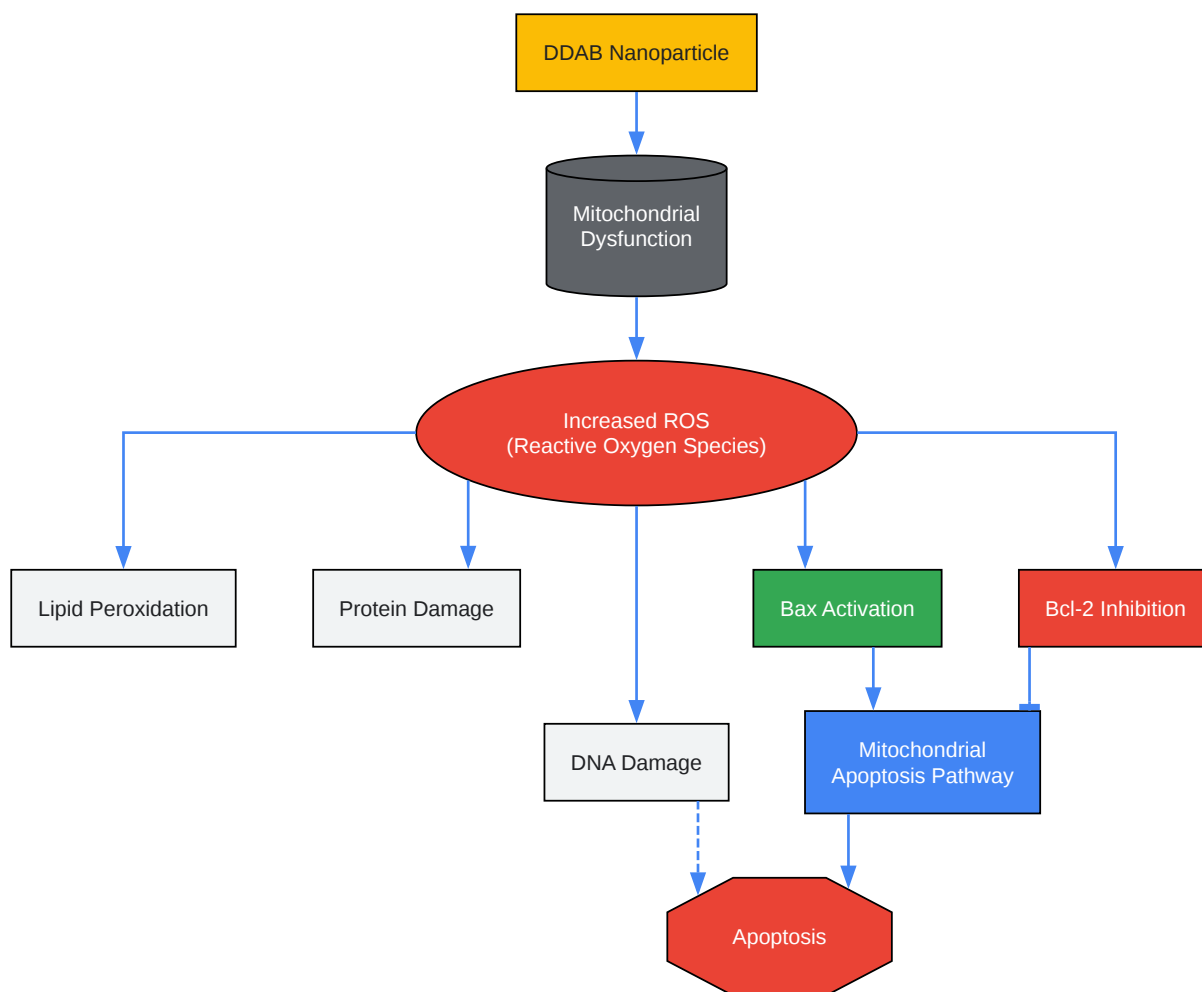 DDAB Nanoparticle
Mitochondrial
Dysfunction
Increased ROS
(Reactive Oxygen Species)
Lipid Peroxidation
Protein Damage
Bax Activation
Bcl-2 Inhibition
DNA Damage
Mitochondrial
Apoptosis Pathway
Apoptosis